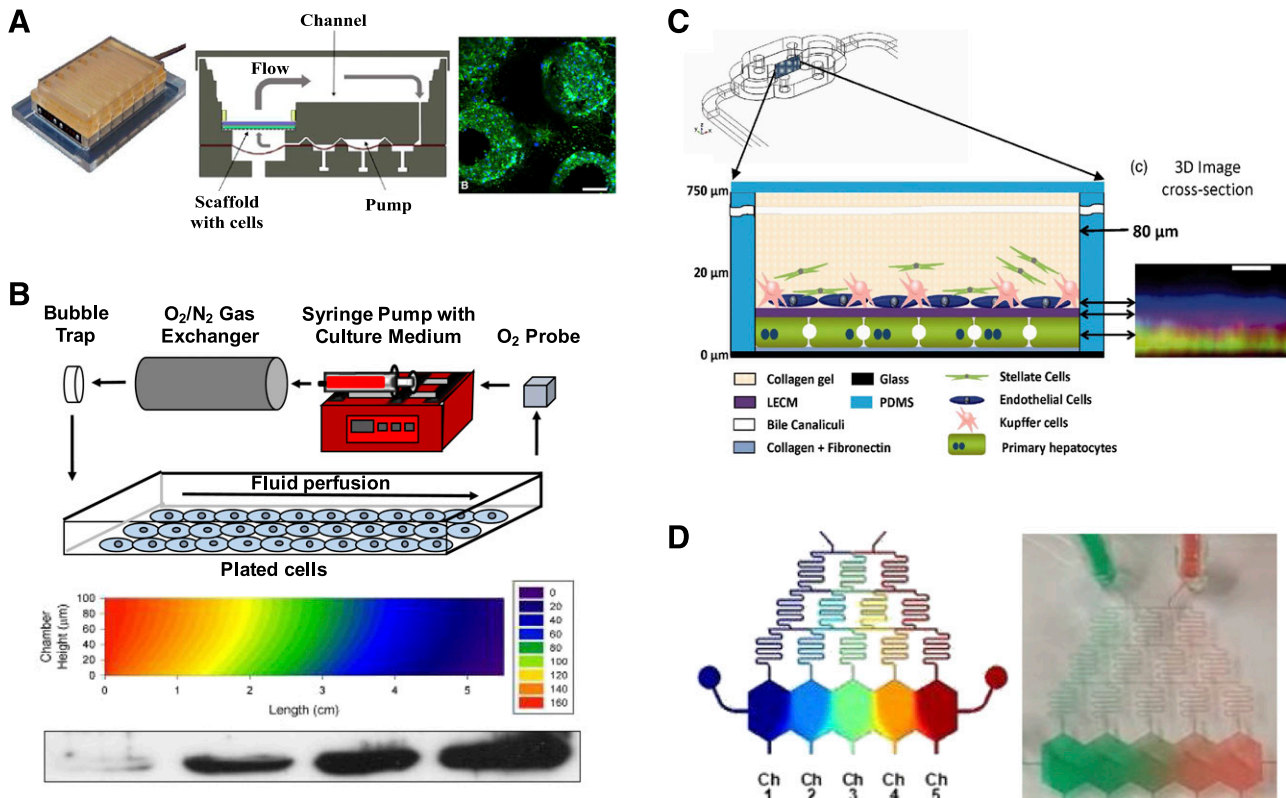 A
Channel
Flow
Scaffold
with cells
Pump
B
B
Bubble
Trap
O₂/N₂ Gas
Exchanger
Syringe Pump with
Culture Medium
O₂ Probe
Fluid perfusion
Plated cells
Chamber
Height (µm)
100
80
60
40
20
0
0 1 2 3 4 5
Length (cm)
0
20
40
60
80
100
120
140
160
C
(c) 3D Image
cross-section
750 µm
80 µm
20 µm
0 µm
Collagen gel
LECM
Bile Canaliculi
Collagen + Fibronectin
Glass
PDMS
Stellate Cells
Endothelial Cells
Kupffer cells
Primary hepatocytes
D
Ch Ch Ch Ch Ch
1 2 3 4 5